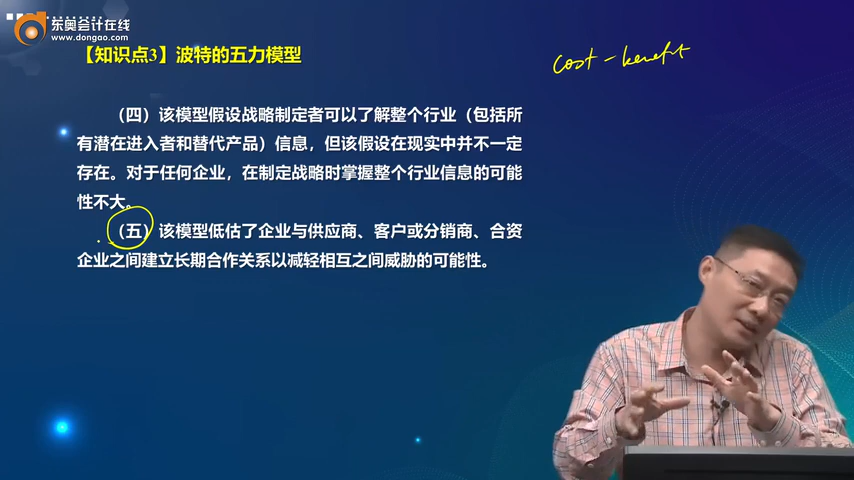 东奥会计在线
www.dongao.com
【知识点3】波特的五力模型
cost - benefit
（四）该模型假设战略制定者可以了解整个行业（包括所
有潜在进入者和替代产品）信息，但该假设在现实中并不一定
存在。对于任何企业，在制定战略时掌握整个行业信息的可能
性不大。
（五）该模型低估了企业与供应商、客户或分销商、合资
企业之间建立长期合作关系以减轻相互之间威胁的可能性。